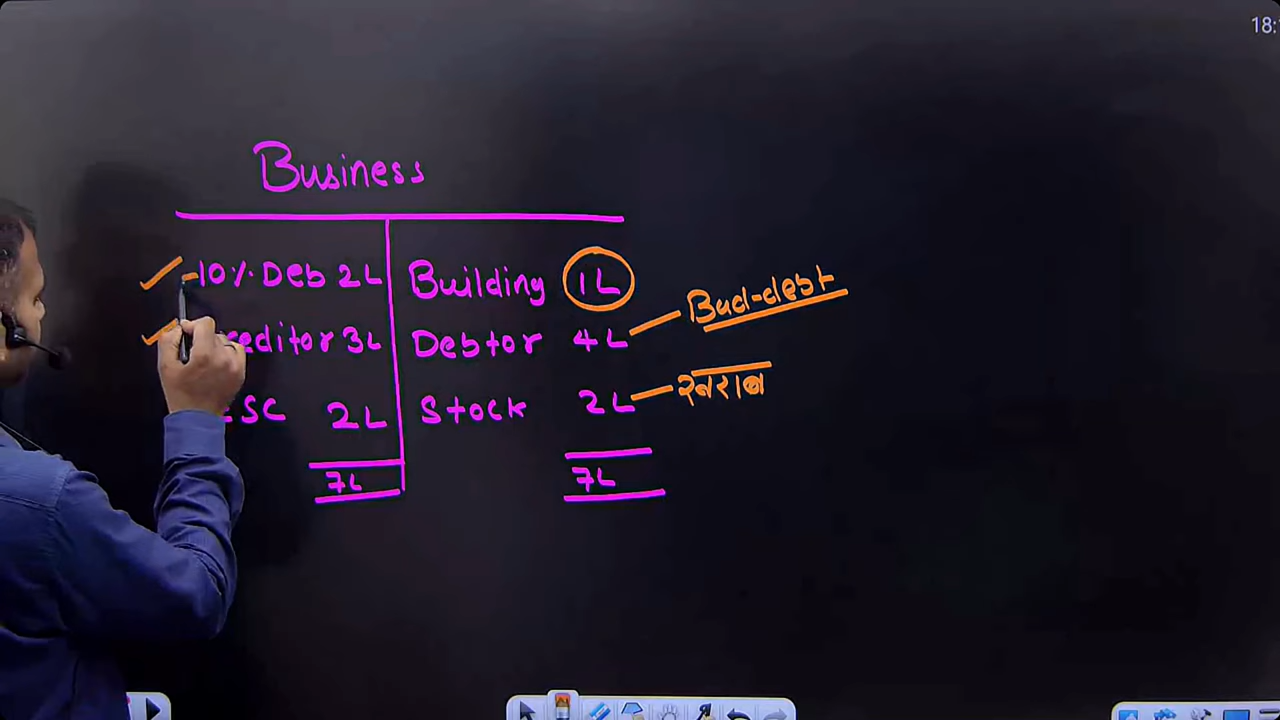 18:
Business
10% Deb 2L Building 1L Bad-debt
editor 3L Debtor 4L
खराब
SC 2L Stock 2L
7L 7L